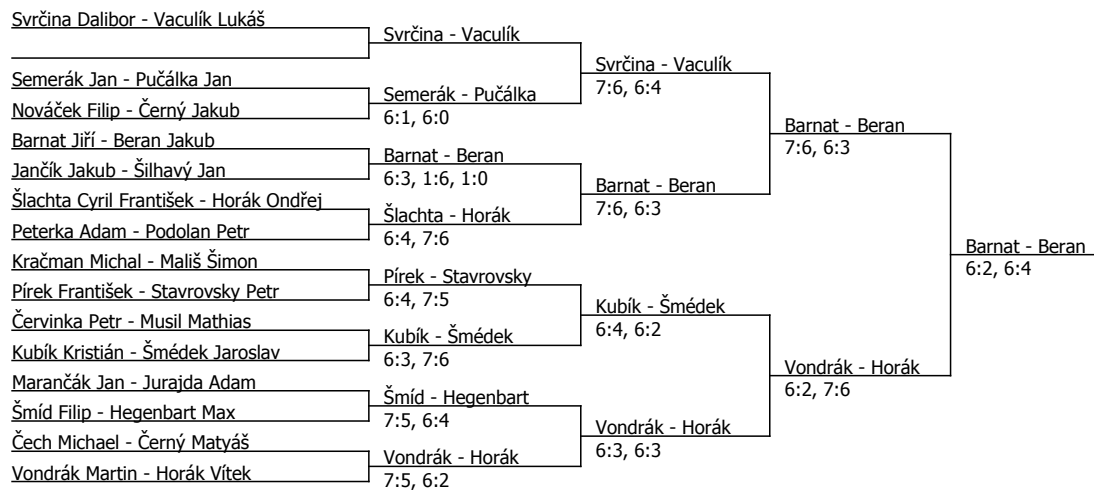 Svrčina Dalibor - Vaculík Lukáš
Semerák Jan - Pučálka Jan
Nováček Filip - Černý Jakub
Barnat Jiří - Beran Jakub
Jančík Jakub - Šilhavý Jan
Šlachta Cyril František - Horák Ondřej
Peterka Adam - Podolan Petr
Kračman Michal - Mališ Šimon
Pírek František - Stavrovsky Petr
Červinka Petr - Musil Mathias
Kubík Kristián - Šmédek Jaroslav
Marančák Jan - Jurajda Adam
Šmíd Filip - Hegenbart Max
Čech Michael - Černý Matyáš
Vondrák Martin - Horák Vítek
Svrčina - Vaculík
Semerák - Pučálka
6:1, 6:0
Barnat - Beran
6:3, 1:6, 1:0
Šlachta - Horák
6:4, 7:6
Pírek - Stavrovsky
6:4, 7:5
Kubík - Šmédek
6:3, 7:6
Šmíd - Hegenbart
7:5, 6:4
Vondrák - Horák
7:5, 6:2
Svrčina - Vaculík
7:6, 6:4
Barnat - Beran
7:6, 6:3
Kubík - Šmédek
6:4, 6:2
Vondrák - Horák
6:3, 6:3
Barnat - Beran
7:6, 6:3
Vondrák - Horák
6:2, 7:6
Barnat - Beran
6:2, 6:4